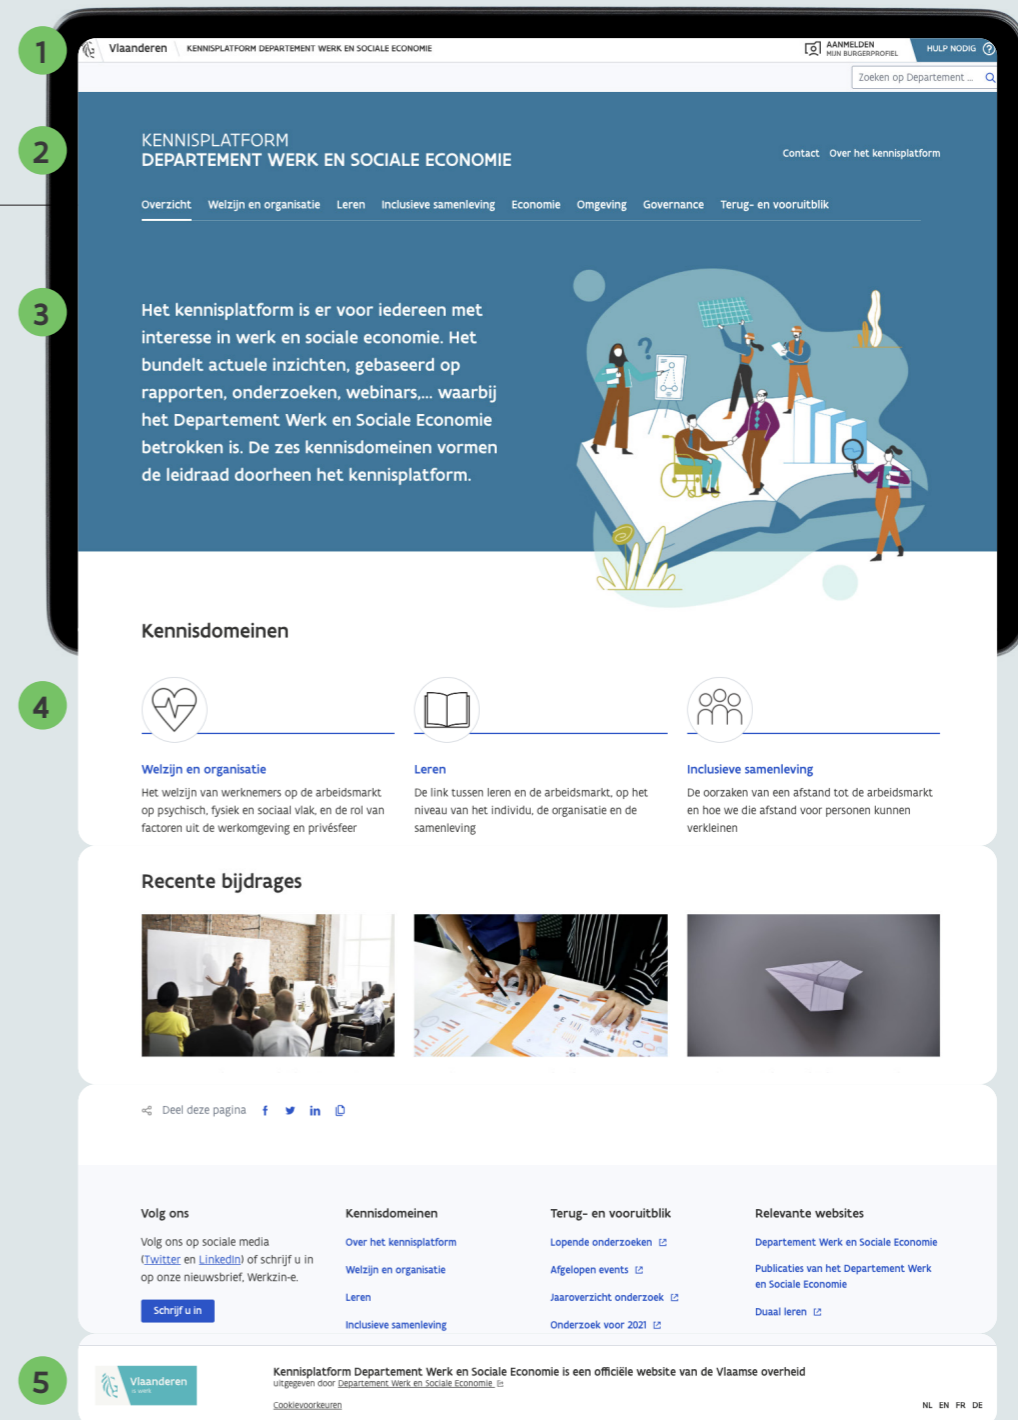 1
Vlaanderen
KENNISPLATFORM DEPARTEMENT WERK EN SOCIALE ECONOMIE
AANMELDEN
MIJN BURGERPROFIEL
HULP NODIG
Zoeken op Departement ...
2
KENNISPLATFORM
DEPARTEMENT WERK EN SOCIALE ECONOMIE
Contact Over het kennisplatform
Overzicht Welzijn en organisatie Leren Inclusieve samenleving Economie Omgeving Governance Terug- en vooruitblik
3
Het kennisplatform is er voor iedereen met
interesse in werk en sociale economie. Het
bundelt actuele inzichten, gebaseerd op
rapporten, onderzoeken, webinars,... waarbij
het Departement Werk en Sociale Economie
betrokken is. De zes kennisdomeinen vormen
de leidraad doorheen het kennisplatform.
?
Kennisdomeinen
4
Welzijn en organisatie
Het welzijn van werknemers op de arbeidsmarkt
op psychisch, fysiek en sociaal vlak, en de rol van
factoren uit de werkomgeving en privésfeer
Leren
De link tussen leren en de arbeidsmarkt, op het
niveau van het individu, de organisatie en de
samenleving
Inclusieve samenleving
De oorzaken van een afstand tot de arbeidsmarkt
en hoe we die afstand voor personen kunnen
verkleinen
Recente bijdrages
Deel deze pagina
Volg ons
Volg ons op sociale media
(Twitter en LinkedIn) of schrijf u in
op onze nieuwsbrief, Werkzin-e.
Schrijf u in
Kennisdomeinen
Over het kennisplatform
Welzijn en organisatie
Leren
Inclusieve samenleving
Terug- en vooruitblik
Lopende onderzoeken
Afgelopen events
Jaaroverzicht onderzoek
Onderzoek voor 2021
Relevante websites
Departement Werk en Sociale Economie
Publicaties van het Departement Werk
en Sociale Economie
Duaal leren
5
Vlaanderen
is werk
Kennisplatform Departement Werk en Sociale Economie is een officiële website van de Vlaamse overheid
uitgegeven door Departement Werk en Sociale Economie
Cookievoorkeuren
NL EN FR DE